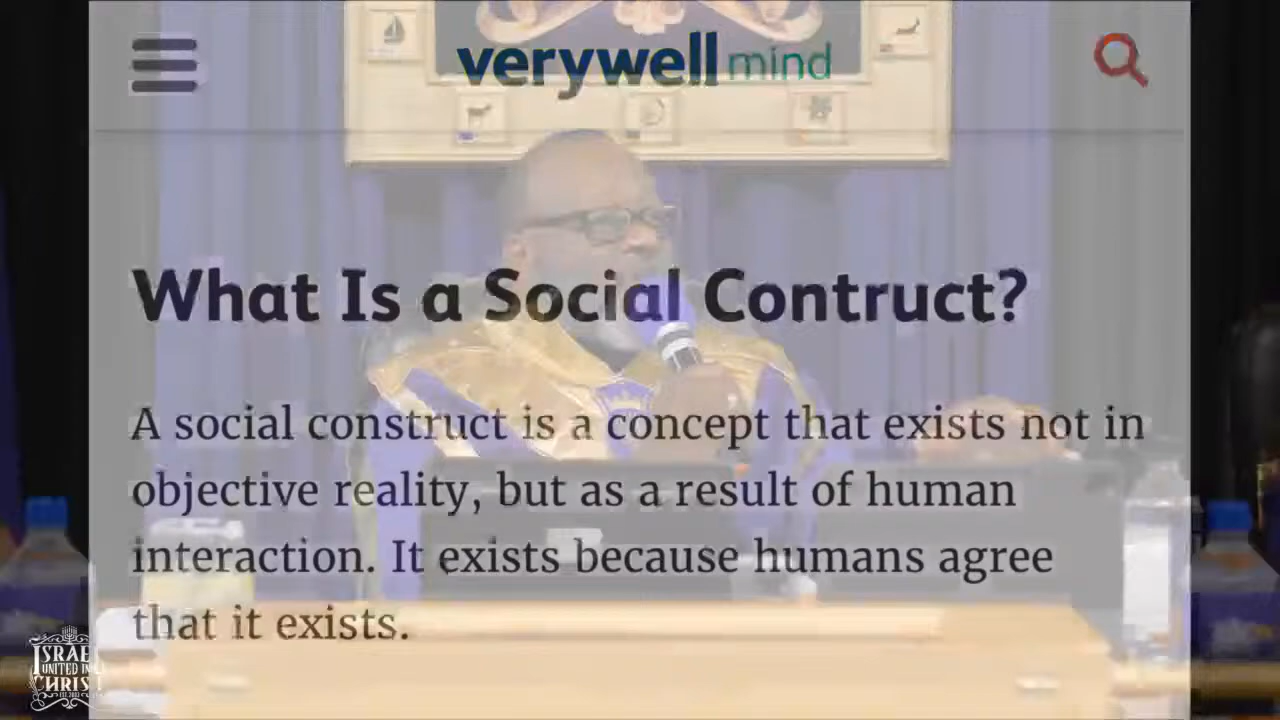 verywell mind
What Is a Social Contruct?
A social construct is a concept that exists not in
objective reality, but as a result of human
interaction. It exists because humans agree
that it exists.
ISRAEL
UNITED IN
CHRIST